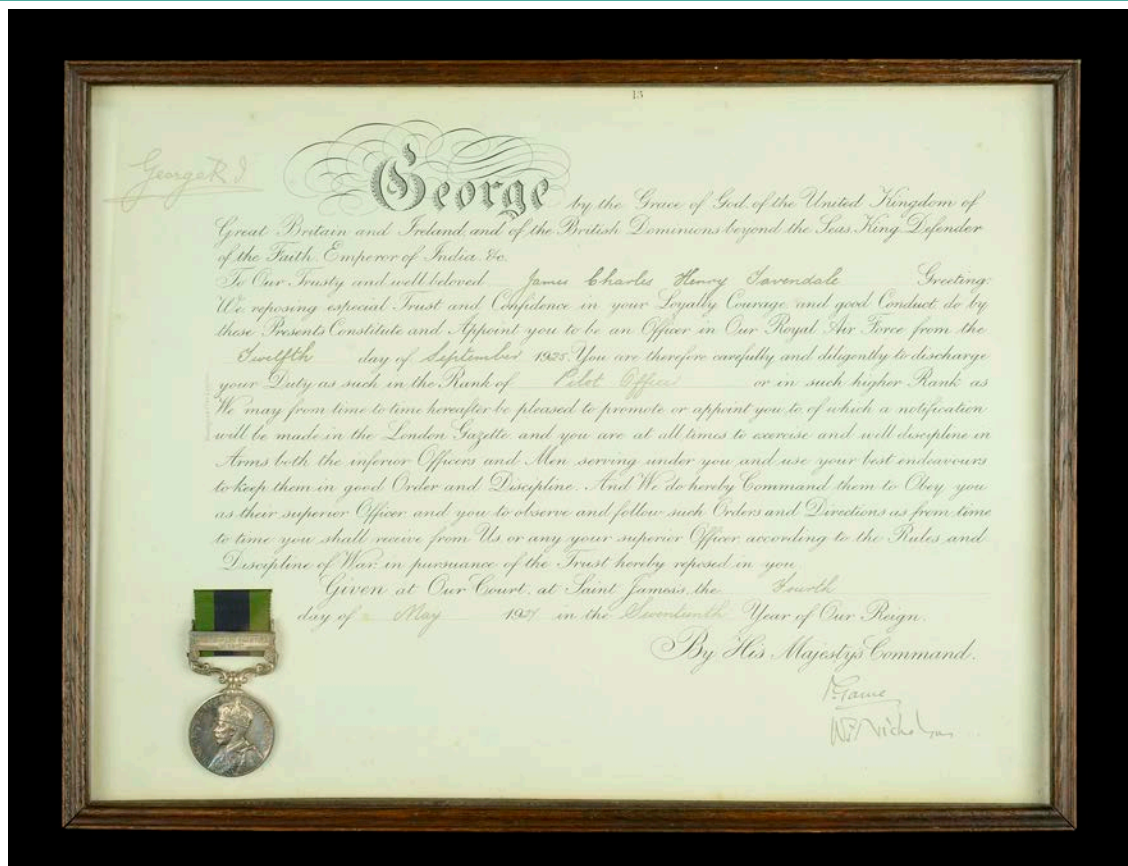 13
George R. I.
George by the Grace of God, of the United Kingdom of
Great Britain and Ireland, and of the British Dominions beyond the Seas, King, Defender
of the Faith, Emperor of India, &c.
To Our Trusty and well beloved James Charles Henry Tavendale Greeting:
We, reposing especial Trust and Confidence in your Loyalty, Courage, and good Conduct, do by
these Presents Constitute and Appoint you to be an Officer in Our Royal Air Force from the
Twelfth day of September 1925. You are therefore carefully and diligently to discharge
your Duty as such in the Rank of Pilot Officer or in such higher Rank as
We may from time to time hereafter be pleased to promote or appoint you to, of which a notification
will be made in the London Gazette and you are at all times to exercise and well discipline in
Arms both the inferior Officers and Men serving under you and use your best endeavours
to keep them in good Order and Discipline. And We do hereby Command them to Obey you
as their superior Officer and you to observe and follow such Orders and Directions as from time
to time you shall receive from Us, or any your superior Officer, according to the Rules and
Discipline of War, in pursuance of the Trust hereby reposed in you.
Given at Our Court, at Saint James's, the Fourth
day of May 1927 in the Seventeenth Year of Our Reign.
By His Majesty's Command.